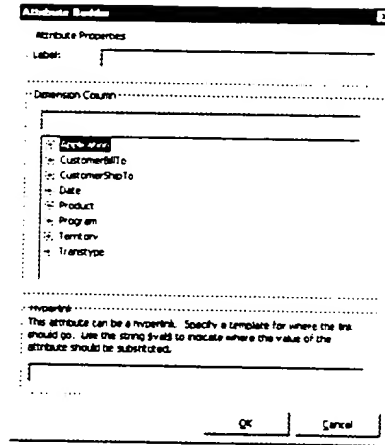 Attribute Builder
Attribute Properties
Label:
Dimension Column
Application
CustomerBillTo
CustomerShipTo
Date
Product
Program
Territory
Transtype
Hyperlink
This attribute can be a hyperlink. Specify a template for where the link
should go. Use the string $val$ to indicate where the value of the
attribute should be substituted.
OK
Cancel